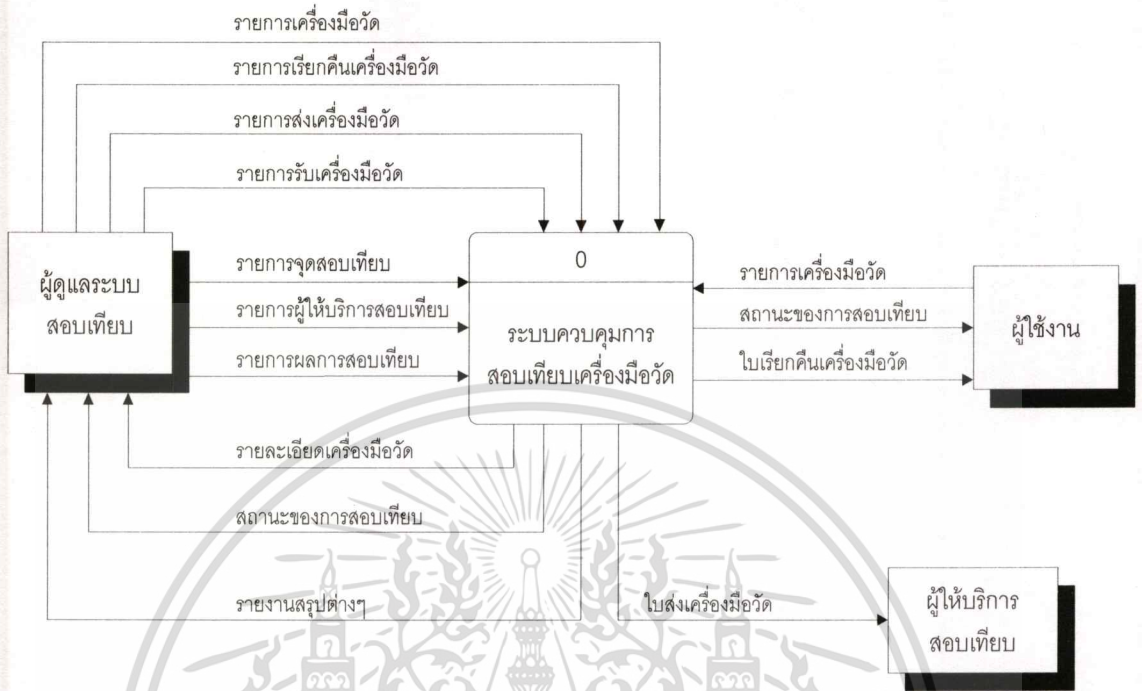 รายการเครื่องมือวัด
รายการเรียกคืนเครื่องมือวัด
รายการส่งเครื่องมือวัด
รายการรับเครื่องมือวัด
ผู้ดูแลระบบ
สอบเทียบ
รายการจุดสอบเทียบ
รายการผู้ให้บริการสอบเทียบ
รายการผลการสอบเทียบ
0
ระบบควบคุมการ
สอบเทียบเครื่องมือวัด
รายการเครื่องมือวัด
สถานะของการสอบเทียบ
ใบเรียกคืนเครื่องมือวัด
ผู้ใช้งาน
รายละเอียดเครื่องมือวัด
สถานะของการสอบเทียบ
รายงานสรุปต่างๆ
ใบส่งเครื่องมือวัด
ผู้ให้บริการ
สอบเทียบ